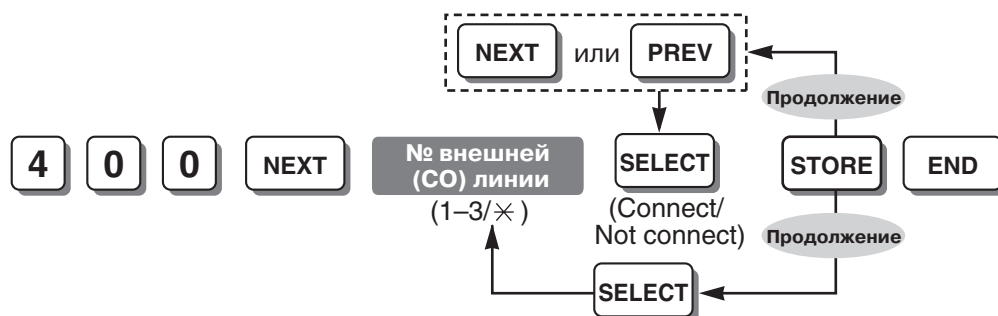 NEXT или PREV
Продолжение
4 0 0 NEXT № внешней (CO) линии SELECT STORE END
(1–3/✳)
(Connect/
Not connect)
Продолжение
SELECT